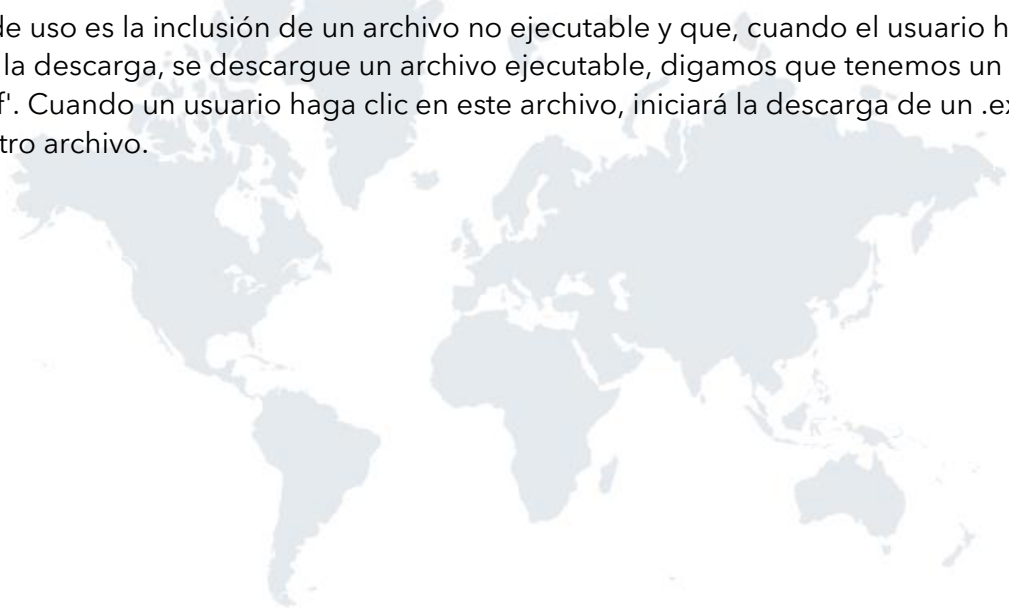 de uso es la inclusión de un archivo no ejecutable y que, cuando el usuario h
la descarga, se descargue un archivo ejecutable, digamos que tenemos un
f'. Cuando un usuario haga clic en este archivo, iniciará la descarga de un .ex
tro archivo.